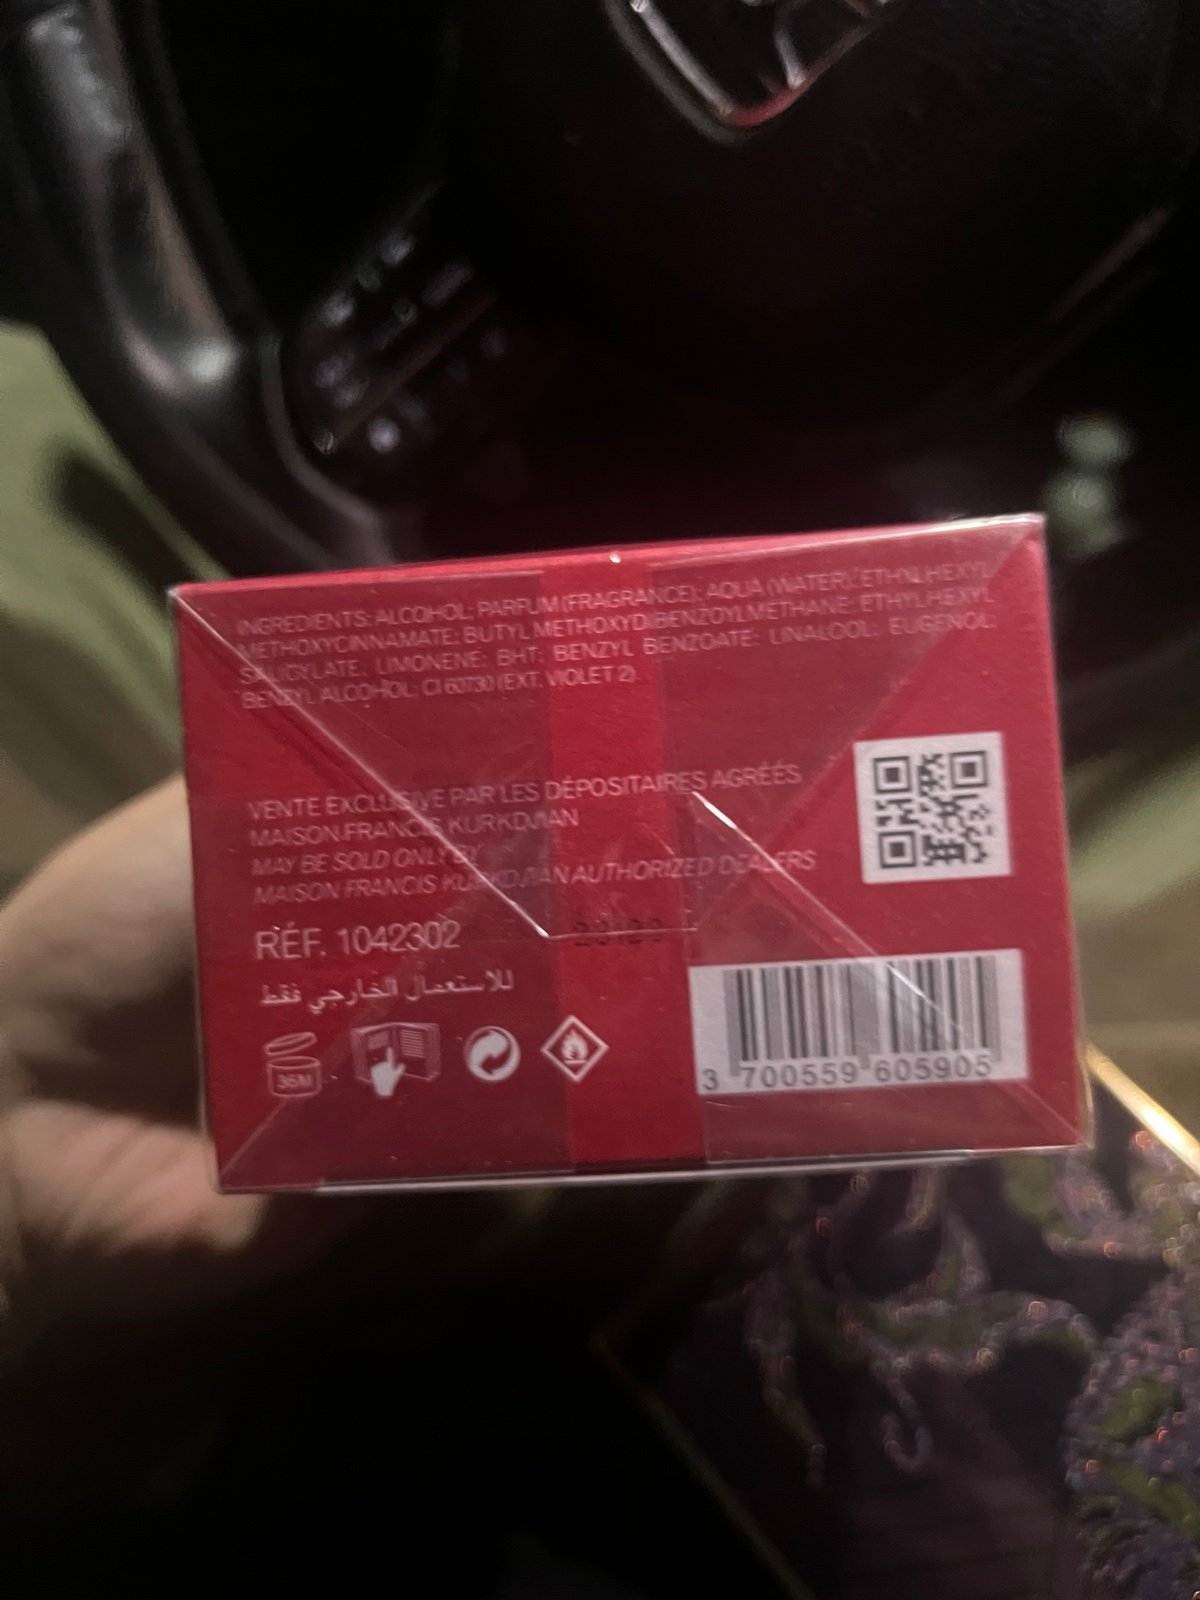 INGREDIENTS: ALCOHOL; PARFUM (FRAGRANCE); AQUA (WATER); ETHYLHEXYL
METHOXYCINNAMATE; BUTYL METHOXYDIBENZOYLMETHANE; ETHYLHEXYL
SALICYLATE; LIMONENE; BHT; BENZYL BENZOATE; LINALOOL; EUGENOL;
BENZYL ALCOHOL; CI 60730 (EXT. VIOLET 2)
VENTE EXCLUSIVE PAR LES DÉPOSITAIRES AGRÉÉS
MAISON FRANCIS KURKDJIAN
MAY BE SOLD ONLY BY
MAISON FRANCIS KURKDJIAN AUTHORIZED DEALERS
RÉF. 1042302
للاستعمال الخارجي فقط
36M
3 700559 605905